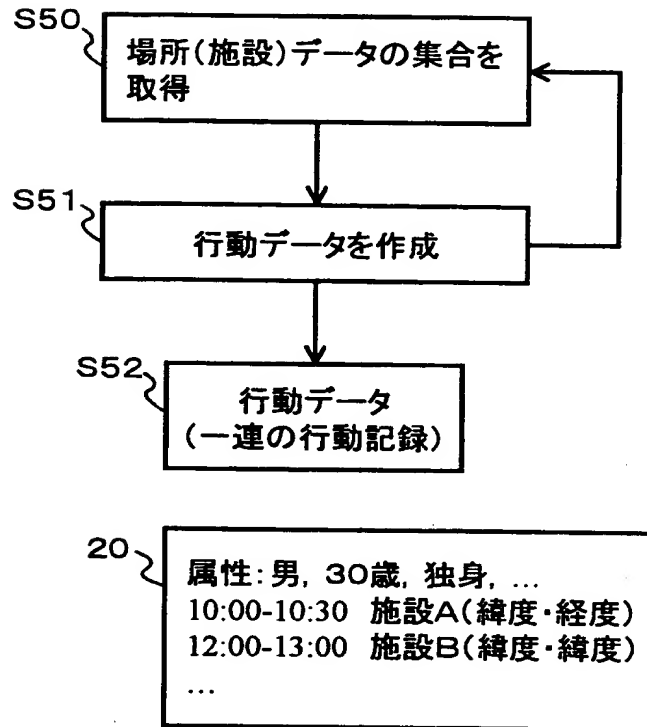 S50
場所(施設)データの集合を
取得
S51
行動データを作成
S52
行動データ
(一連の行動記録)
20
属性:男, 30歳, 独身, ...
10:00-10:30 施設A(緯度・経度)
12:00-13:00 施設B(緯度・緯度)
...